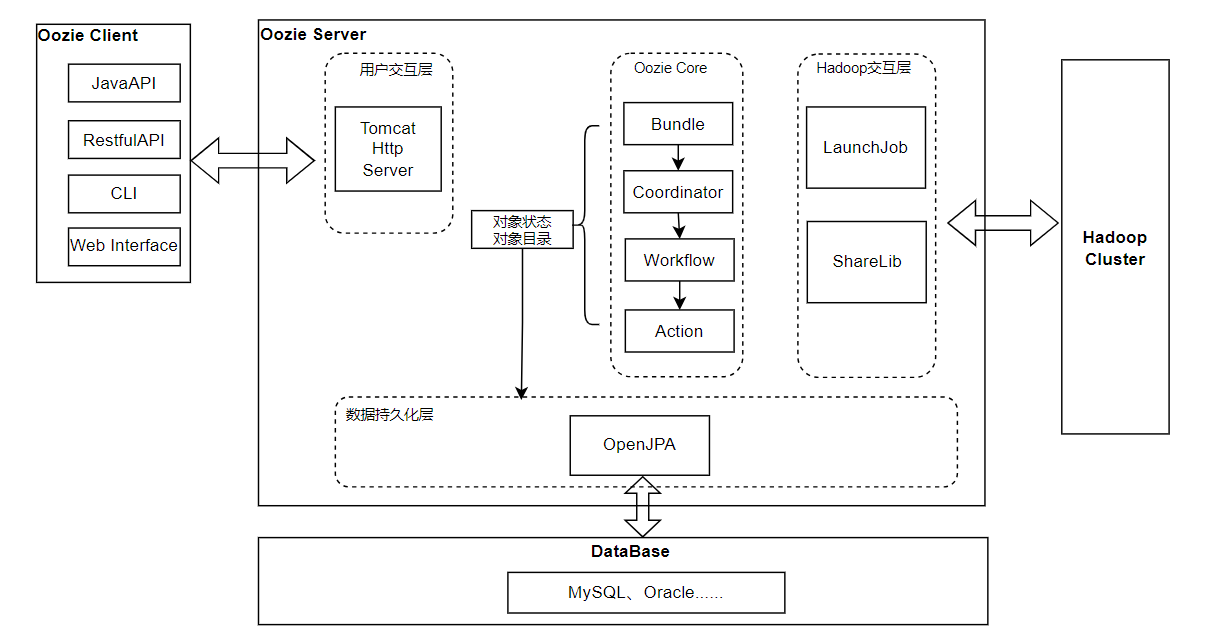 Oozie Client
JavaAPI
RestfulAPI
CLI
Web Interface
Oozie Server
用户交互层
Tomcat
Http
Server
对象状态
对象目录
Oozie Core
Bundle
Coordinator
Workflow
Action
Hadoop交互层
LaunchJob
ShareLib
Hadoop
Cluster
数据持久化层
OpenJPA
DataBase
MySQL、Oracle......